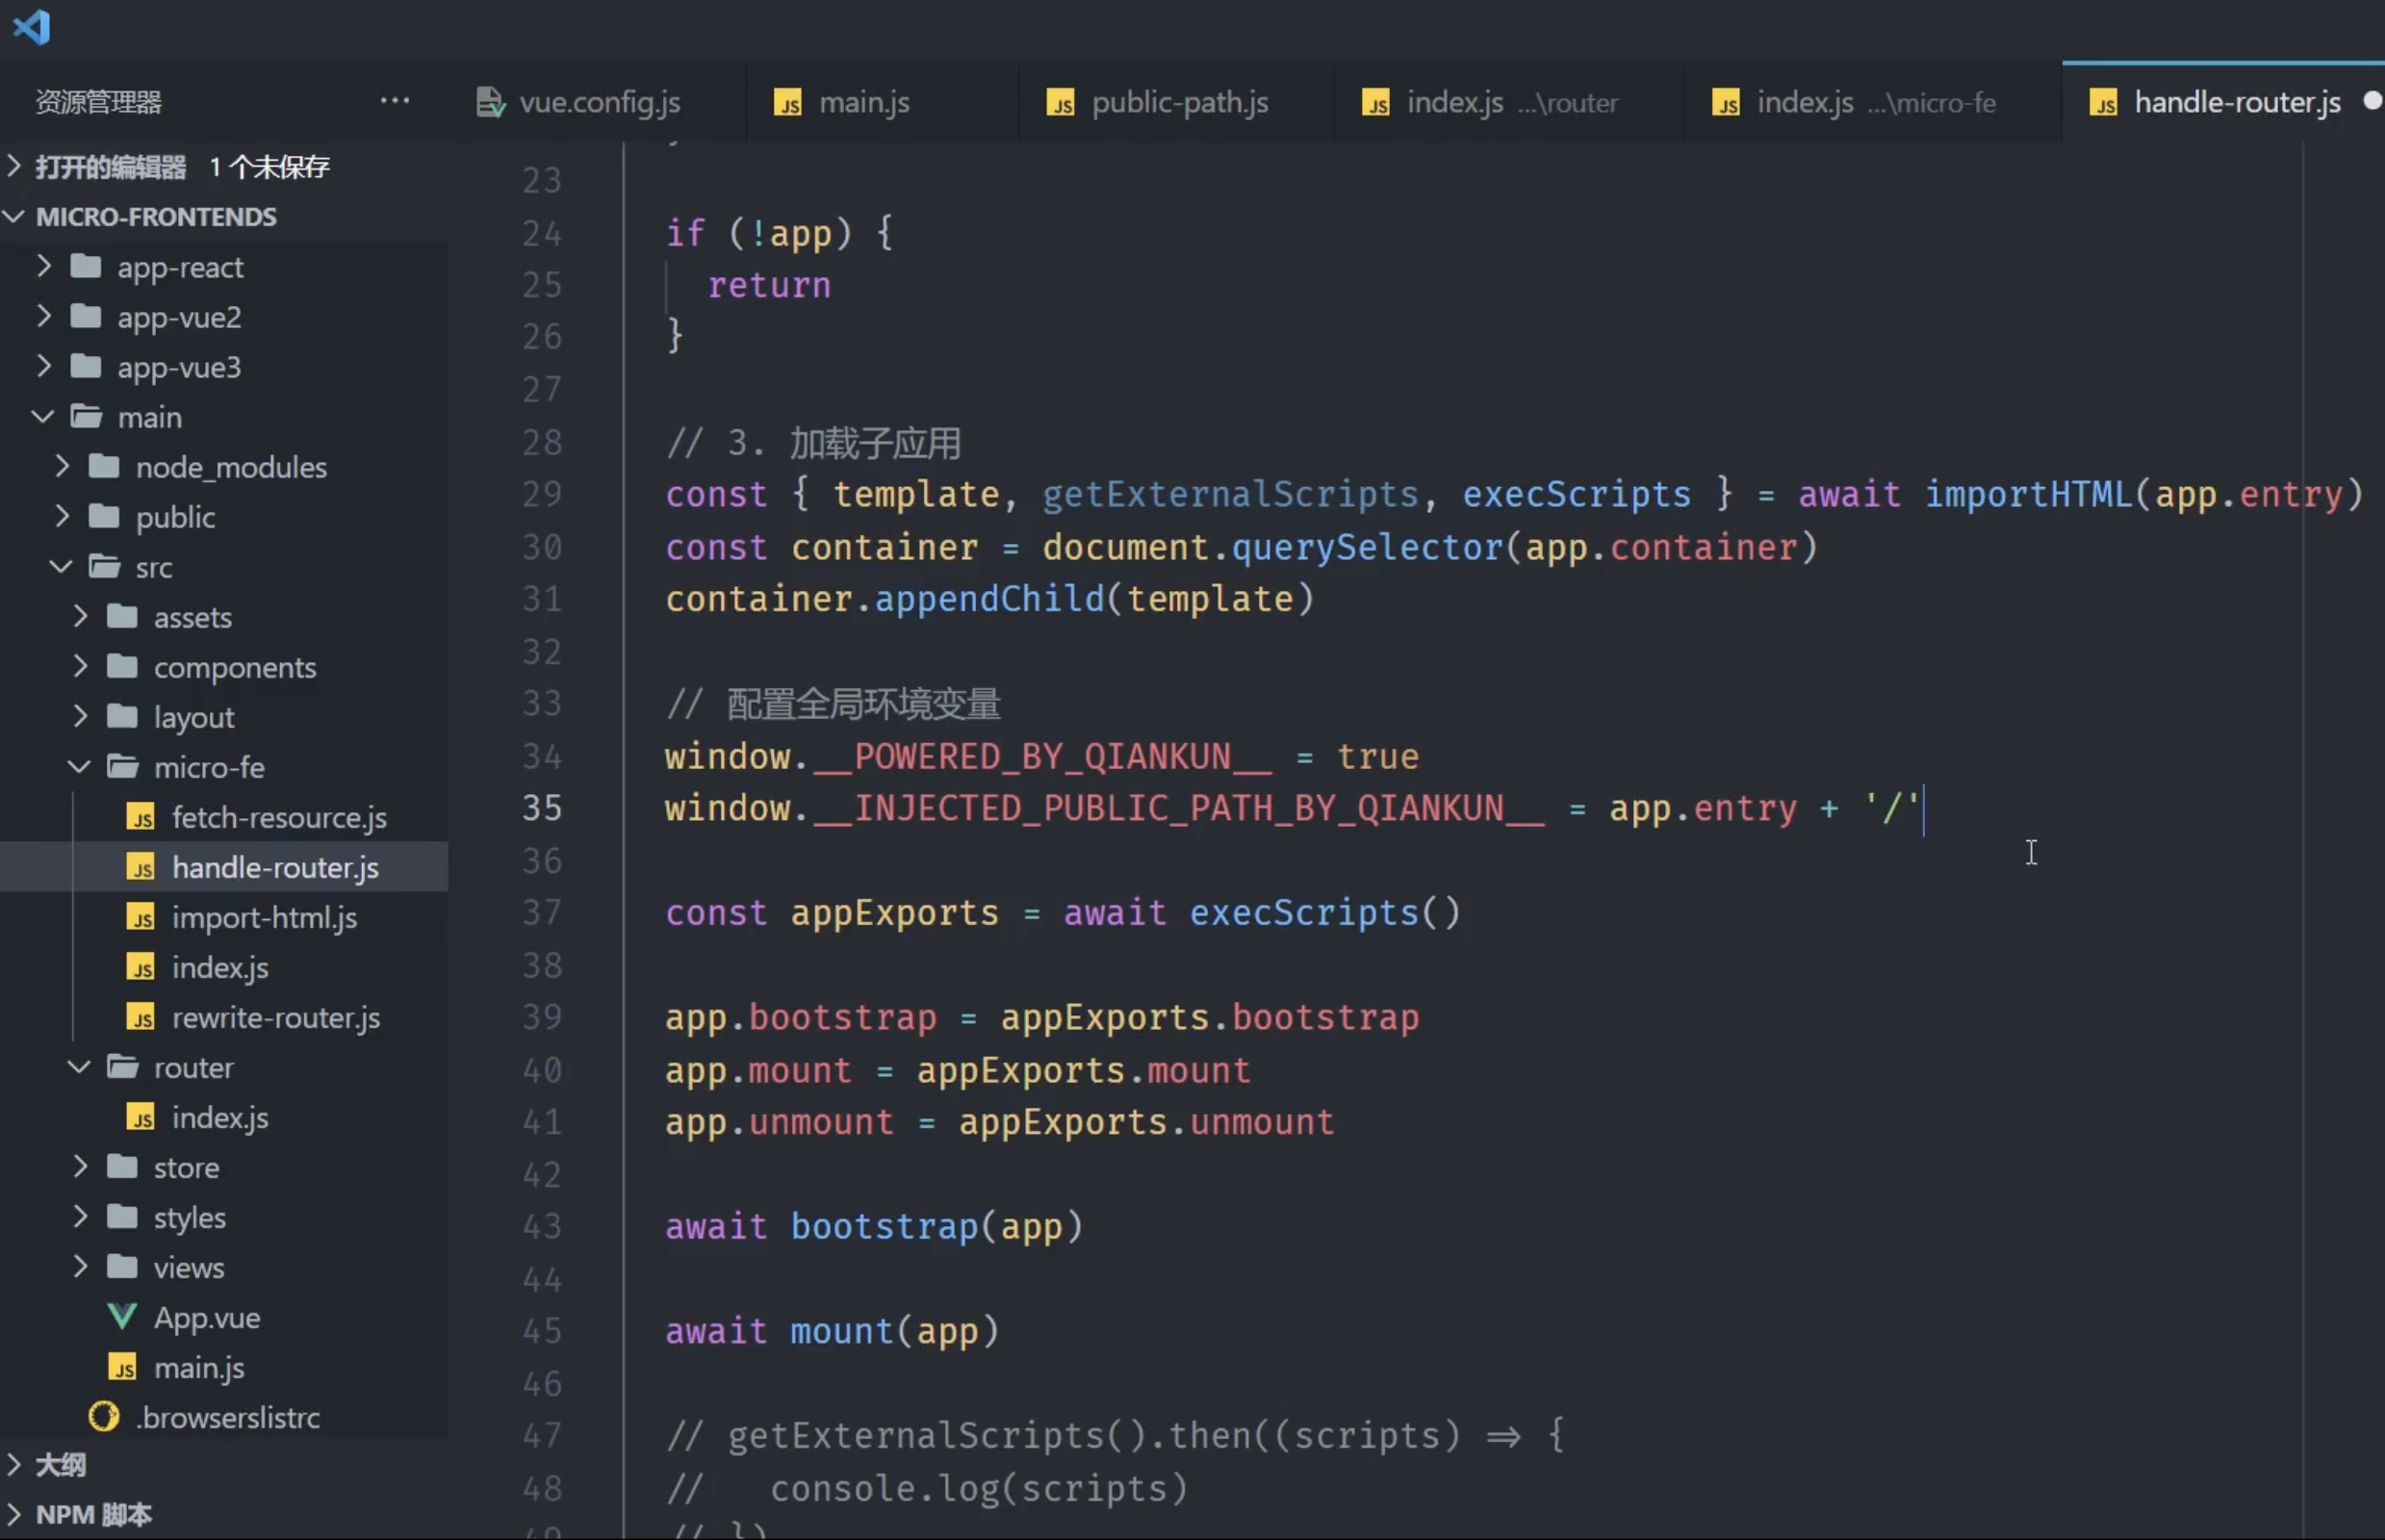 资源管理器
vue.config.js
main.js
public-path.js
index.js ...\router
index.js ...\micro-fe
handle-router.js
打开的编辑器 1 个未保存
MICRO-FRONTENDS
app-react
app-vue2
app-vue3
main
node_modules
public
src
assets
components
layout
micro-fe
fetch-resource.js
handle-router.js
import-html.js
index.js
rewrite-router.js
router
index.js
store
styles
views
App.vue
main.js
.browserslistrc
大纲
NPM 脚本
23
24 if (!app) {
25 return
26 }
27
28 // 3. 加载子应用
29 const { template, getExternalScripts, execScripts } = await importHTML(app.entry)
30 const container = document.querySelector(app.container)
31 container.appendChild(template)
32
33 // 配置全局环境变量
34 window.__POWERED_BY_QIANKUN__ = true
35 window.__INJECTED_PUBLIC_PATH_BY_QIANKUN__ = app.entry + '/'
36
37 const appExports = await execScripts()
38
39 app.bootstrap = appExports.bootstrap
40 app.mount = appExports.mount
41 app.unmount = appExports.unmount
42
43 await bootstrap(app)
44
45 await mount(app)
46
47 // getExternalScripts().then((scripts) => {
48 // console.log(scripts)
49 // })